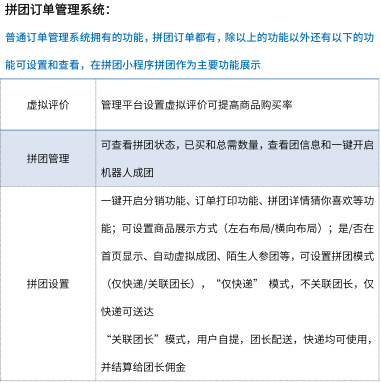 拼团订单管理系统：
普通订单管理系统拥有的功能，拼团订单都有，除以上的功能以外还有以下的功
能可设置和查看，在拼团小程序拼团作为主要功能展示
虚拟评价
管理平台设置虚拟评价可提高商品购买率
拼团管理
可查看拼团状态，已买和总需数量，查看团信息和一键开启
机器人成团
拼团设置
一键开启分销功能、订单打印功能、拼团详情猜你喜欢等功
能；可设置商品展示方式（左右布局/横向布局）；是/否在
首页显示、自动虚拟成团、陌生人参团等，可设置拼团模式
（仅快递/关联团长），“仅快递” 模式，不关联团长，仅
快递可送达
“关联团长”模式，用户自提，团长配送，快递均可使用，
并结算给团长佣金